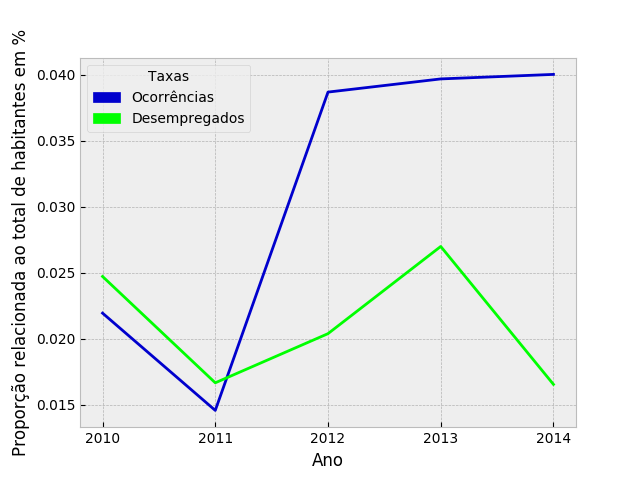 Proporção relacionada ao total de habitantes em %
0.040
0.035
0.030
0.025
0.020
0.015
Taxas
Ocorrências
Desempregados
2010 2011 2012 2013 2014
Ano